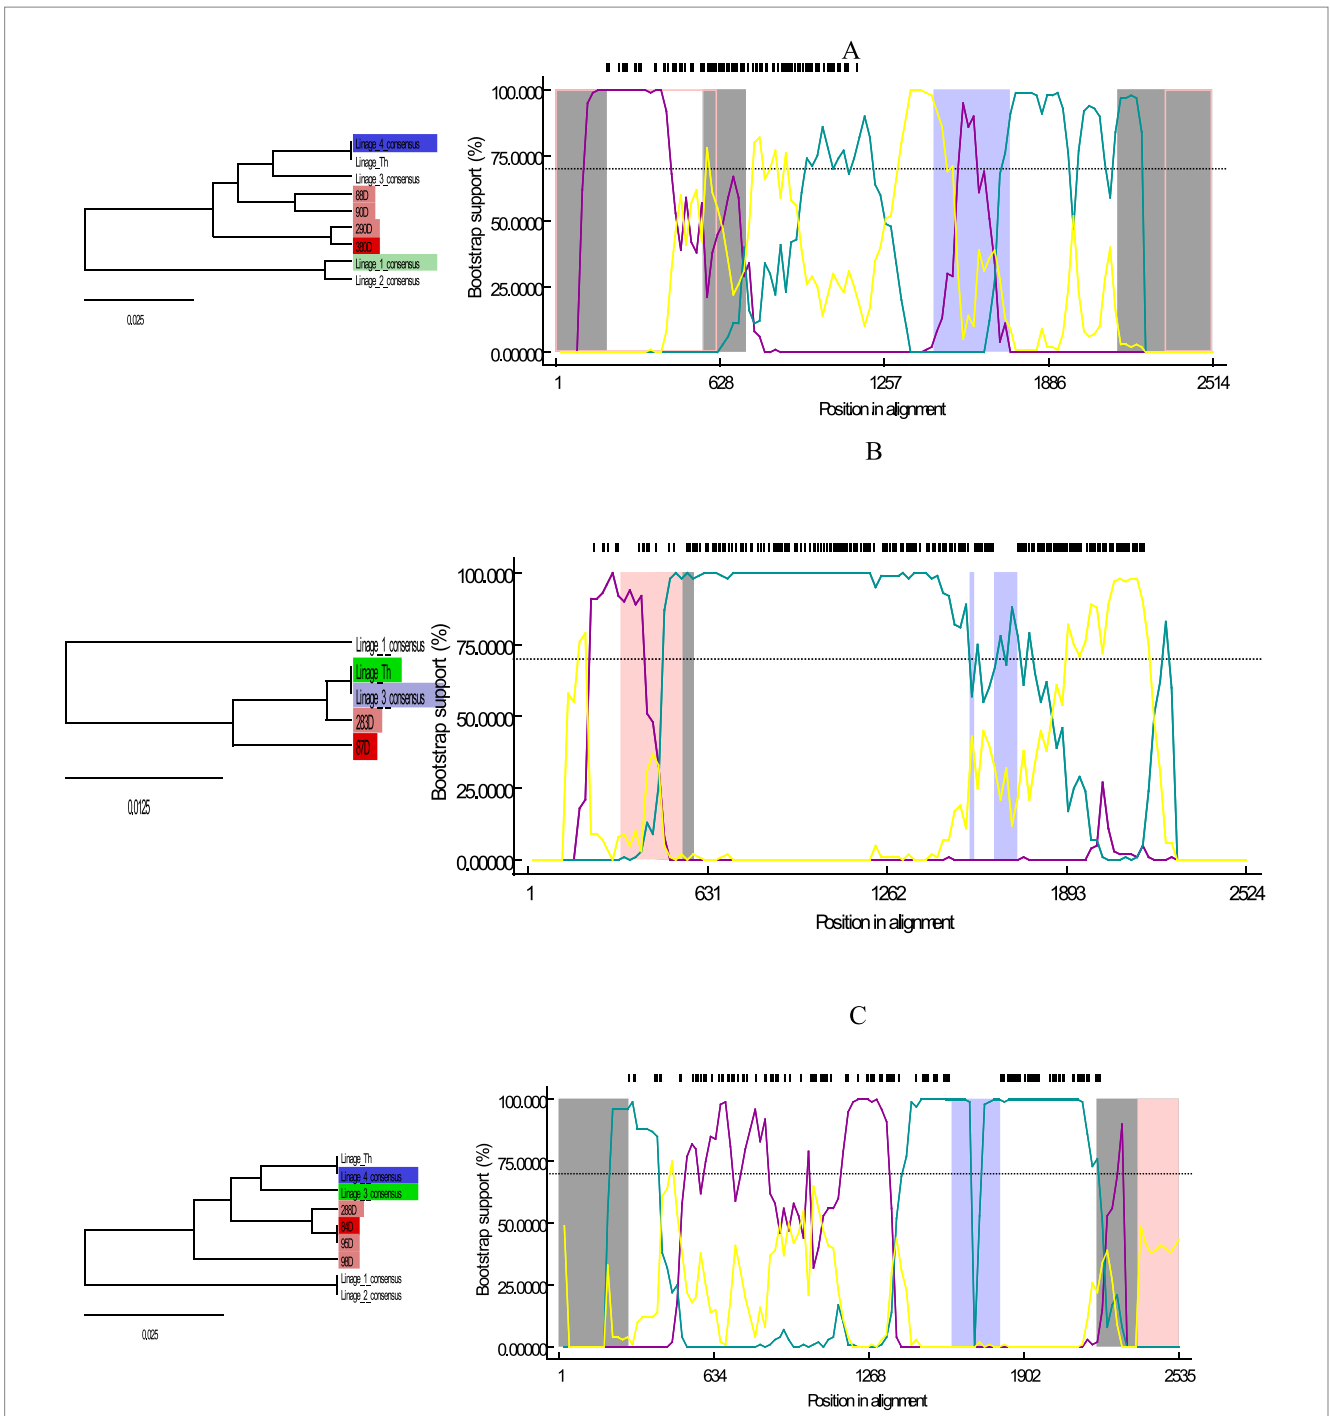 A
100.000
75.0000
50.0000
25.0000
0.00000
Bootstrap support (%)
1 628 1257 1886 2514
Position in alignment
Linage_4_consensus
Linage_Th
Linage_3_consensus
88D
90D
290D
380D
Linage_1_consensus
Linage_2_consensus
0.025
B
100.000
75.0000
50.0000
25.0000
0.00000
Bootstrap support (%)
1 631 1262 1893 2524
Position in alignment
Linage_1_consensus
Linage_Th
Linage_3_consensus
283D
87D
0.0125
C
100.000
75.0000
50.0000
25.0000
0.00000
Bootstrap support (%)
1 634 1268 1902 2535
Position in alignment
Linage_Th
Linage_4_consensus
Linage_3_consensus
288D
94D
95D
98D
Linage_1_consensus
Linage_2_consensus
0.025